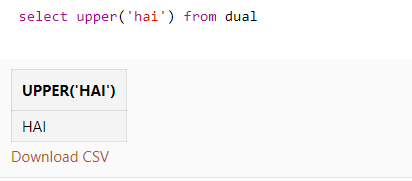 select upper('hai') from dual
UPPER('HAI')
HAI
Download CSV